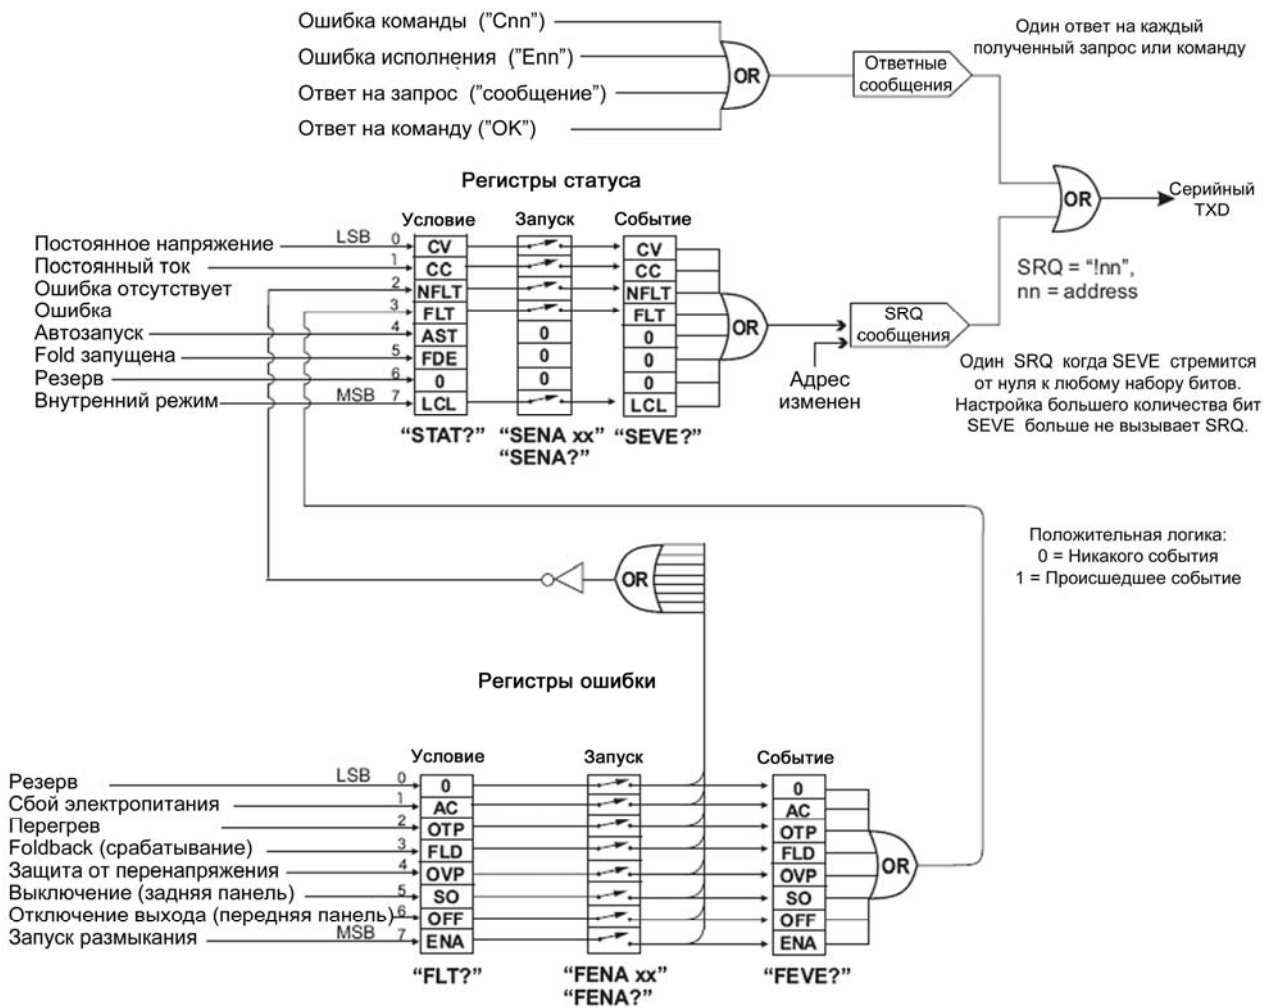 Ошибка команды ("Cnn")
Ошибка исполнения ("Enn")
Ответ на запрос ("сообщение")
Ответ на команду ("OK")
OR
Ответные
сообщения
Один ответ на каждый
полученный запрос или команду
OR
Серийный
TXD
SRQ = "!nn",
nn = address
Регистры статуса
Условие
Запуск
Событие
Постоянное напряжение LSB 0 CV CV
Постоянный ток 1 CC CC
Ошибка отсутствует 2 NFLT NFLT
Ошибка 3 FLT FLT
Автозапуск 4 AST 0 0
Fold запущена 5 FDE 0 0
Резерв 6 0 0 0
Внутренний режим MSB 7 LCL LCL
"STAT?"
"SENA xx"
"SENA?"
"SEVE?"
OR
Адрес
изменен
SRQ
сообщения
Один SRQ когда SEVE стремится
от нуля к любому набору битов.
Настройка большего количества бит
SEVE больше не вызывает SRQ.
Положительная логика:
0 = Никакого события
1 = Происшедшее событие
OR
Регистры ошибки
Условие
Запуск
Событие
Резерв LSB 0 0 0
Сбой электропитания 1 AC AC
Перегрев 2 OTP OTP
Foldback (срабатывание) 3 FLD FLD
Защита от перенапряжения 4 OVP OVP
Выключение (задняя панель) 5 SO SO
Отключение выхода (передняя панель) 6 OFF OFF
Запуск размыкания MSB 7 ENA ENA
OR
"FLT?"
"FENA xx"
"FENA?"
"FEVE?"